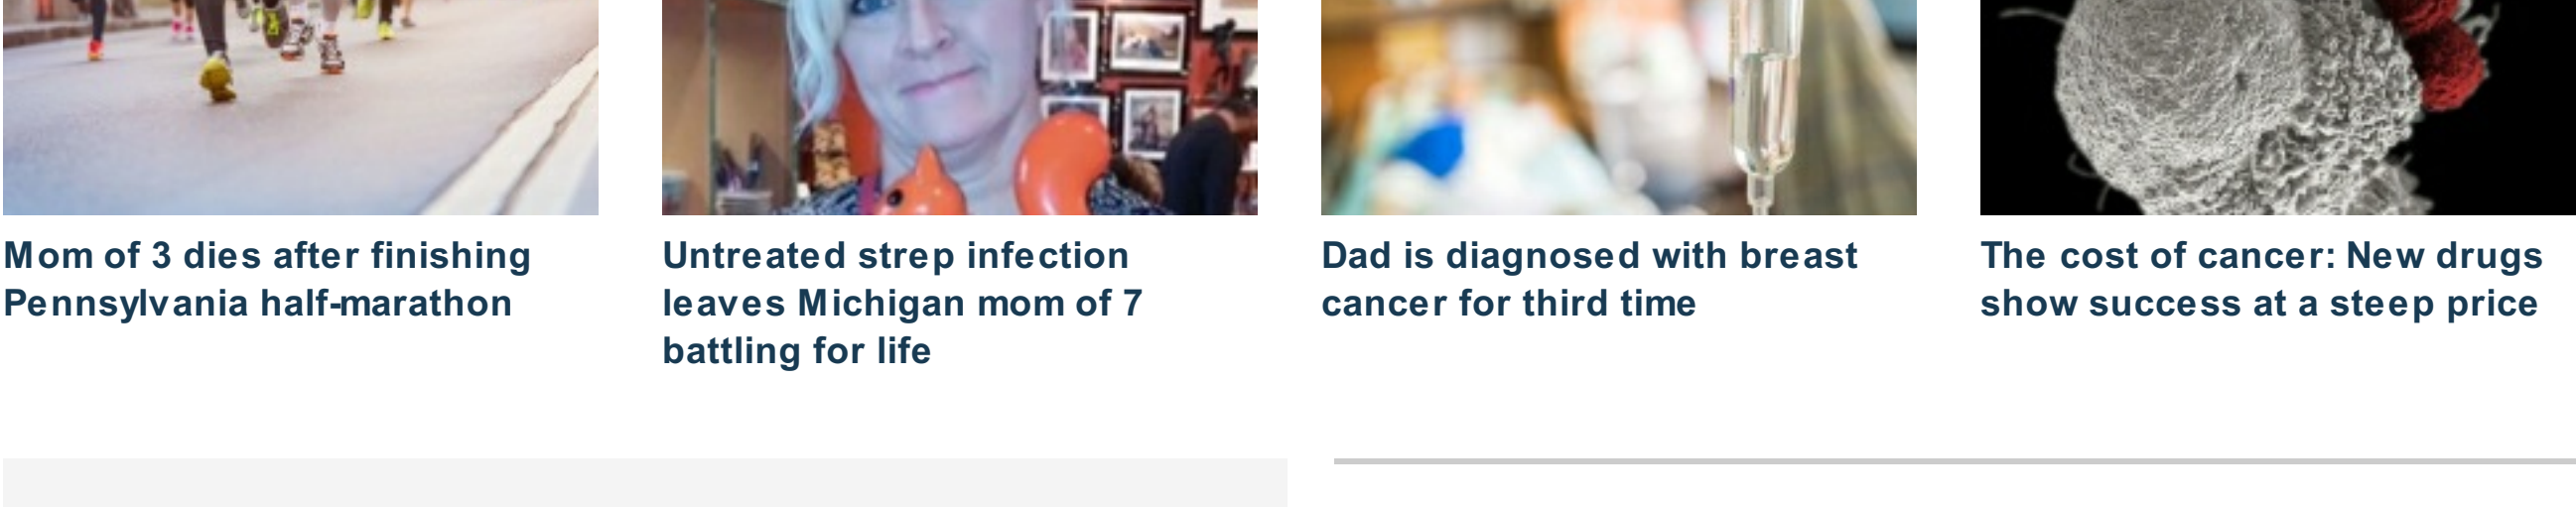 Mom of 3 dies after finishing
Pennsylvania half-marathon
Untreated strep infection
leaves Michigan mom of 7
battling for life
Dad is diagnosed with breast
cancer for third time
The cost of cancer: New drugs
show success at a steep price